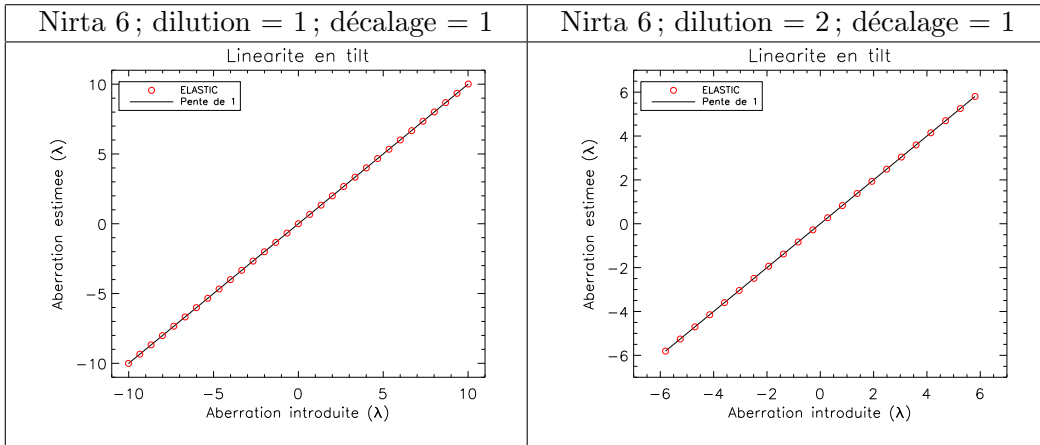 Nirta 6 ; dilution = 1 ; décalage = 1
Linearite en tilt
ELASTIC
Pente de 1
10
5
0
−5
−10
Aberration estimee (λ)
−10 −5 0 5 10
Aberration introduite (λ)
Nirta 6 ; dilution = 2 ; décalage = 1
Linearite en tilt
ELASTIC
Pente de 1
6
4
2
0
−2
−4
−6
Aberration estimee (λ)
−6 −4 −2 0 2 4 6
Aberration introduite (λ)